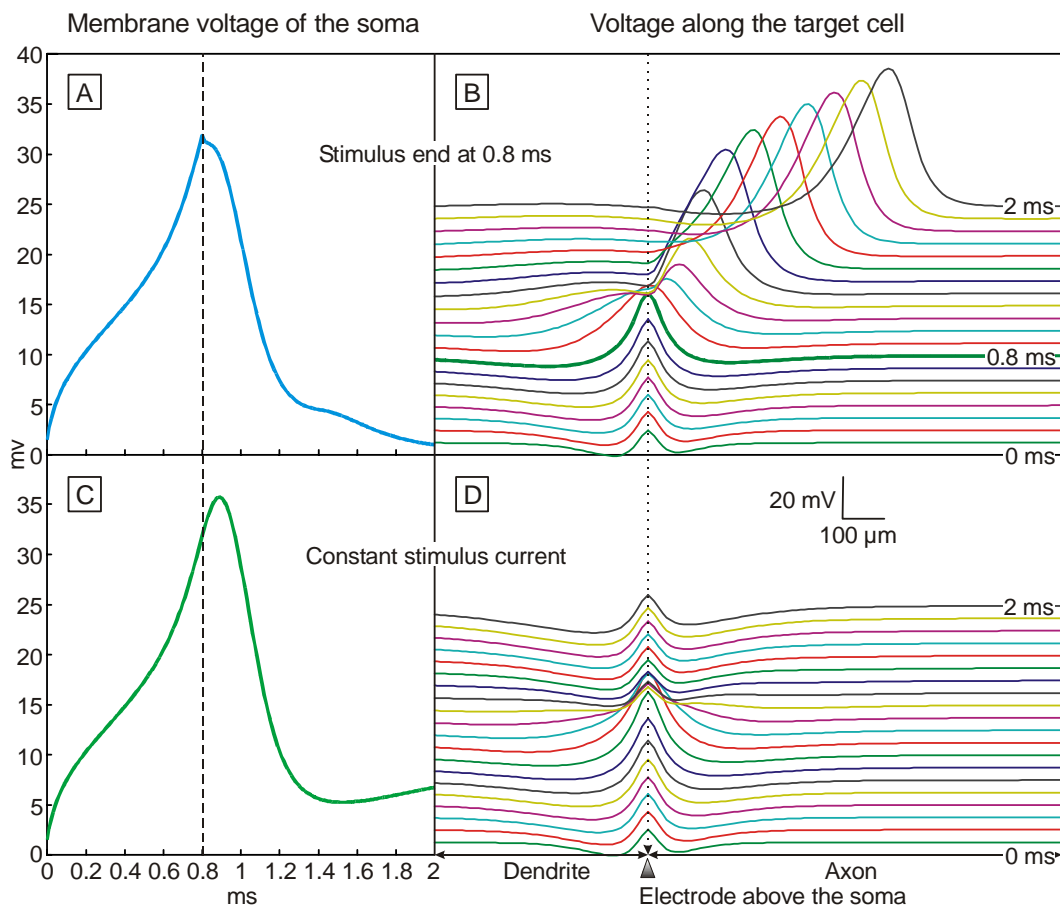 Membrane voltage of the soma
Voltage along the target cell
40
35
30
25
20
15
10
5
0
mv
A
B
Stimulus end at 0.8 ms
2 ms
0.8 ms
0 ms
35
30
25
20
15
10
5
0
C
D
20 mV
100 µm
Constant stimulus current
2 ms
0 ms
0 0.2 0.4 0.6 0.8 1 1.2 1.4 1.6 1.8 2
ms
Dendrite
Axon
Electrode above the soma